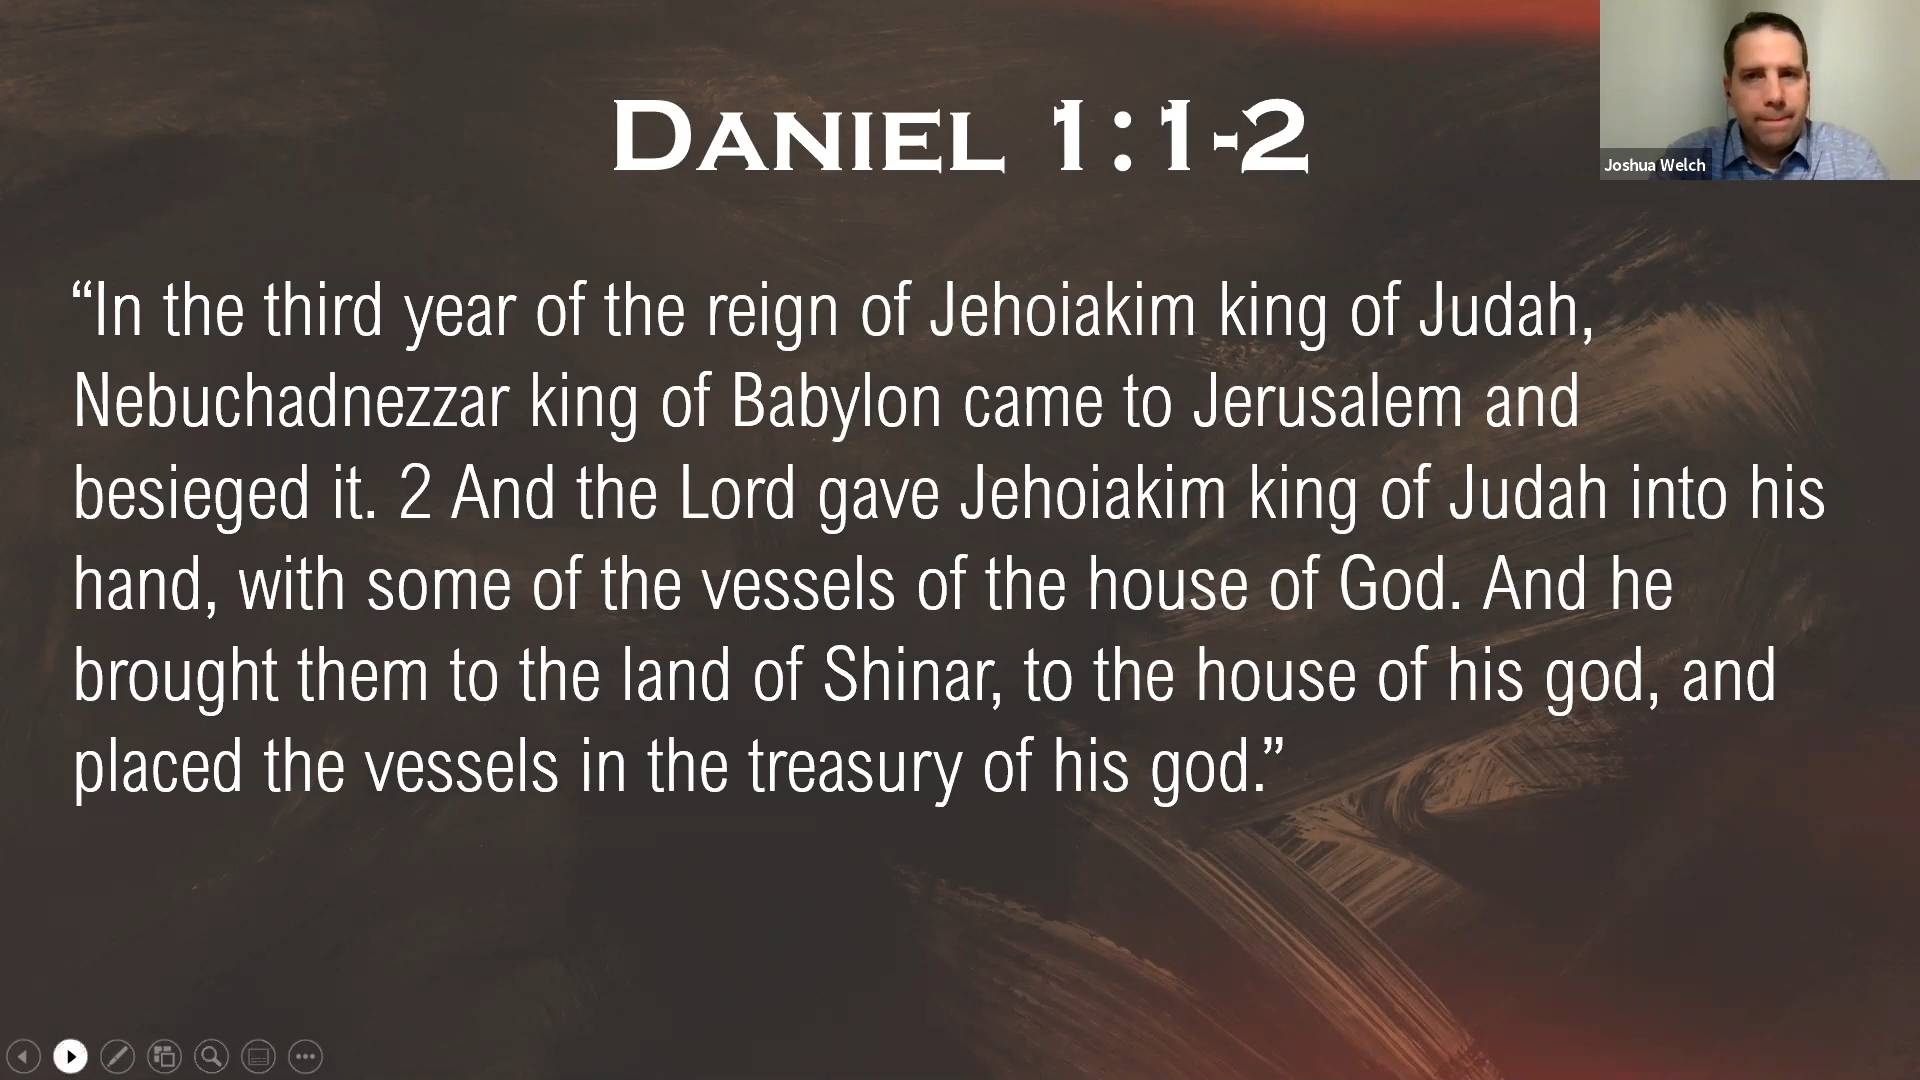 Daniel 1:1-2
Joshua Welch
“In the third year of the reign of Jehoiakim king of Judah,
Nebuchadnezzar king of Babylon came to Jerusalem and
besieged it. 2 And the Lord gave Jehoiakim king of Judah into his
hand, with some of the vessels of the house of God. And he
brought them to the land of Shinar, to the house of his god, and
placed the vessels in the treasury of his god.”